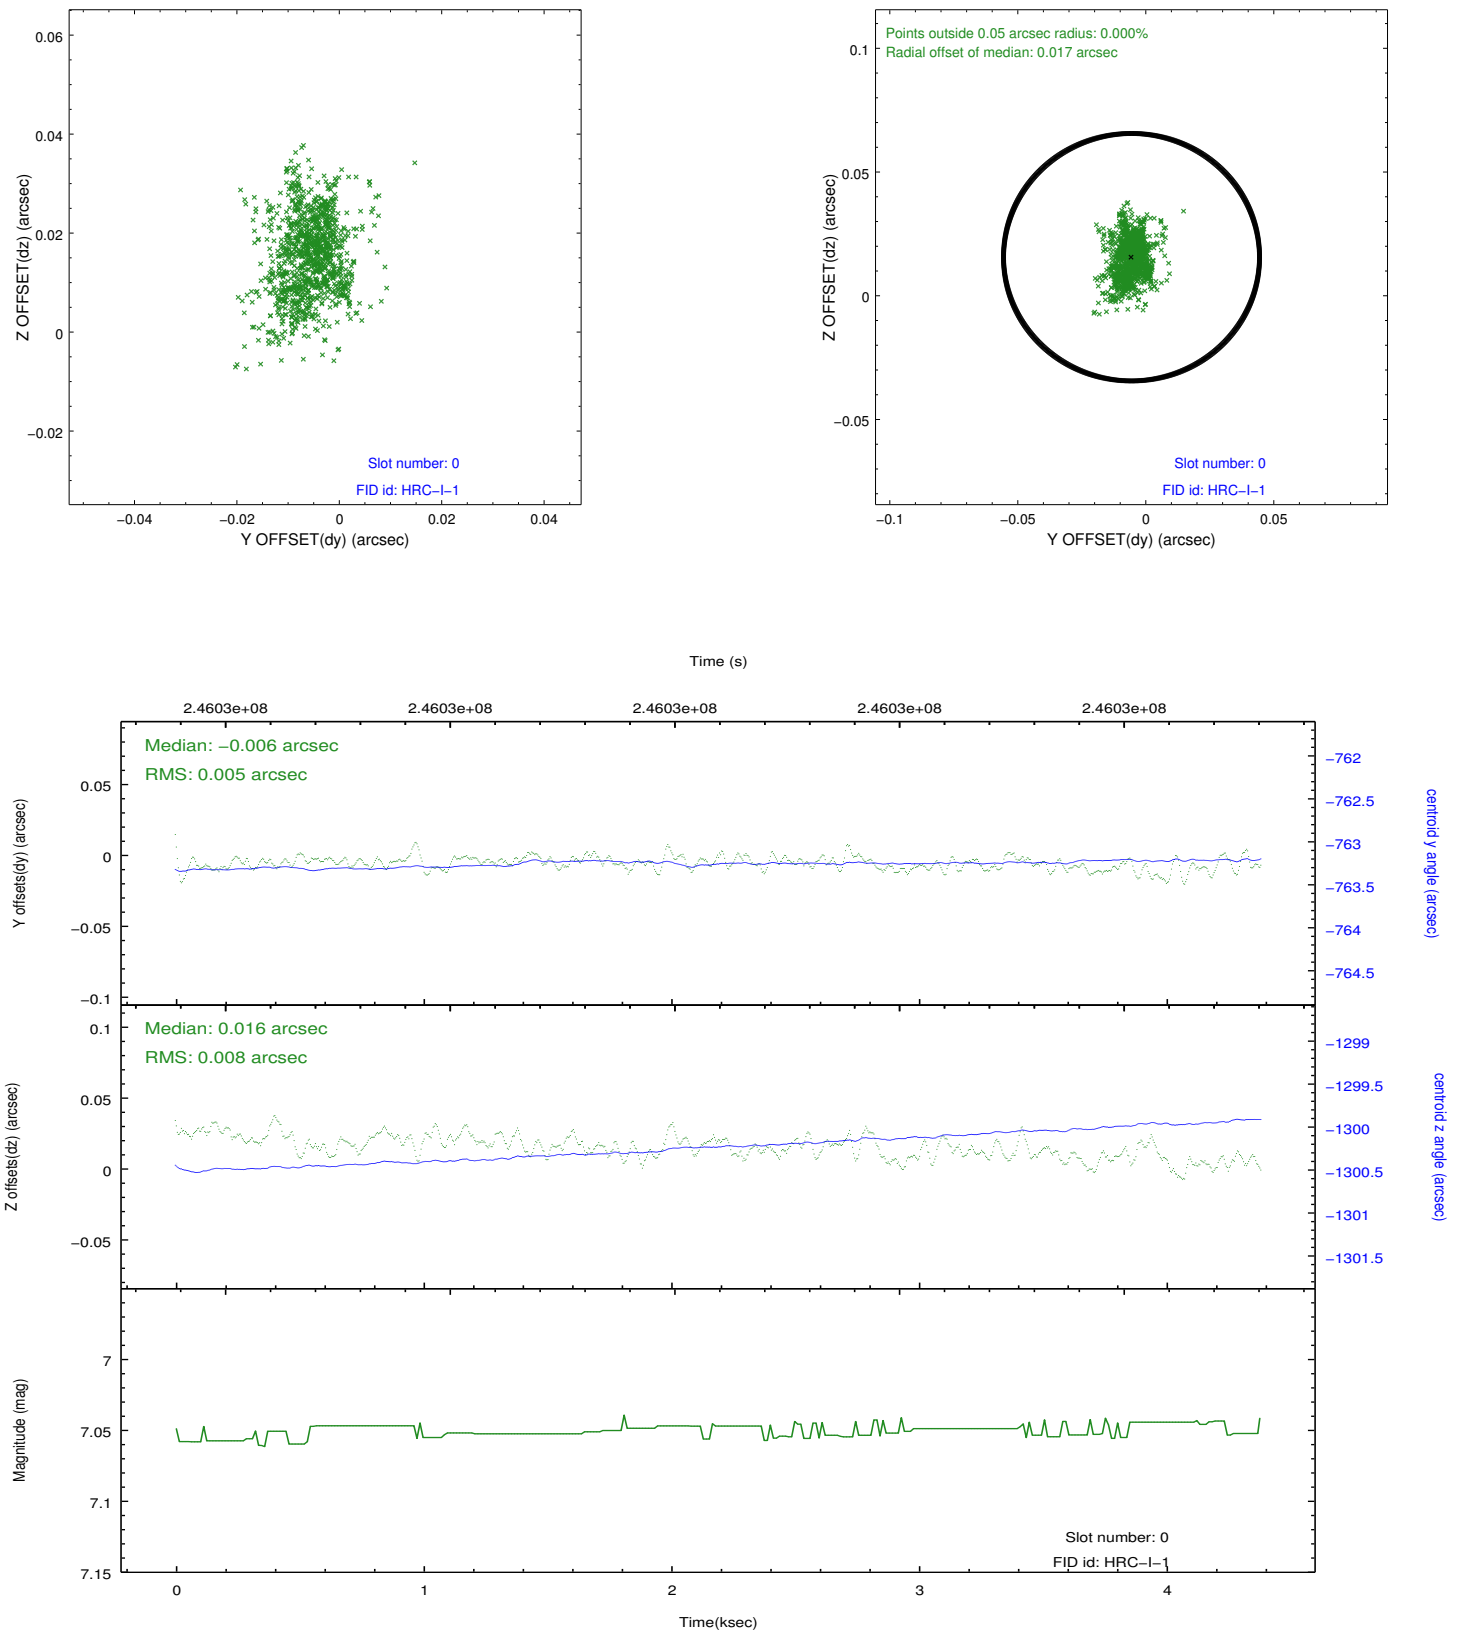 0.06
0.04
0.02
0
−0.02
Z OFFSET(dz) (arcsec)
Slot number: 0
FID id: HRC−I−1
−0.04
−0.02
0
0.02
0.04
Y OFFSET(dy) (arcsec)
Points outside 0.05 arcsec radius: 0.000%
Radial offset of median: 0.017 arcsec
0.1
0.05
0
−0.05
Z OFFSET(dz) (arcsec)
Slot number: 0
FID id: HRC−I−1
−0.1
−0.05
0
0.05
Y OFFSET(dy) (arcsec)
Time (s)
2.4603e+08
2.4603e+08
2.4603e+08
2.4603e+08
2.4603e+08
Median: −0.006 arcsec
RMS: 0.005 arcsec
0.05
0
−0.05
−0.1
Y offsets(dy) (arcsec)
−762
−762.5
−763
−763.5
−764
−764.5
centroid y angle (arcsec)
Median: 0.016 arcsec
RMS: 0.008 arcsec
0.1
0.05
0
−0.05
Z offsets(dz) (arcsec)
−1299
−1299.5
−1300
−1300.5
−1301
−1301.5
centroid z angle (arcsec)
7
7.05
7.1
7.15
Magnitude (mag)
Slot number: 0
FID id: HRC−I−1
0
1
2
3
4
Time(ksec)